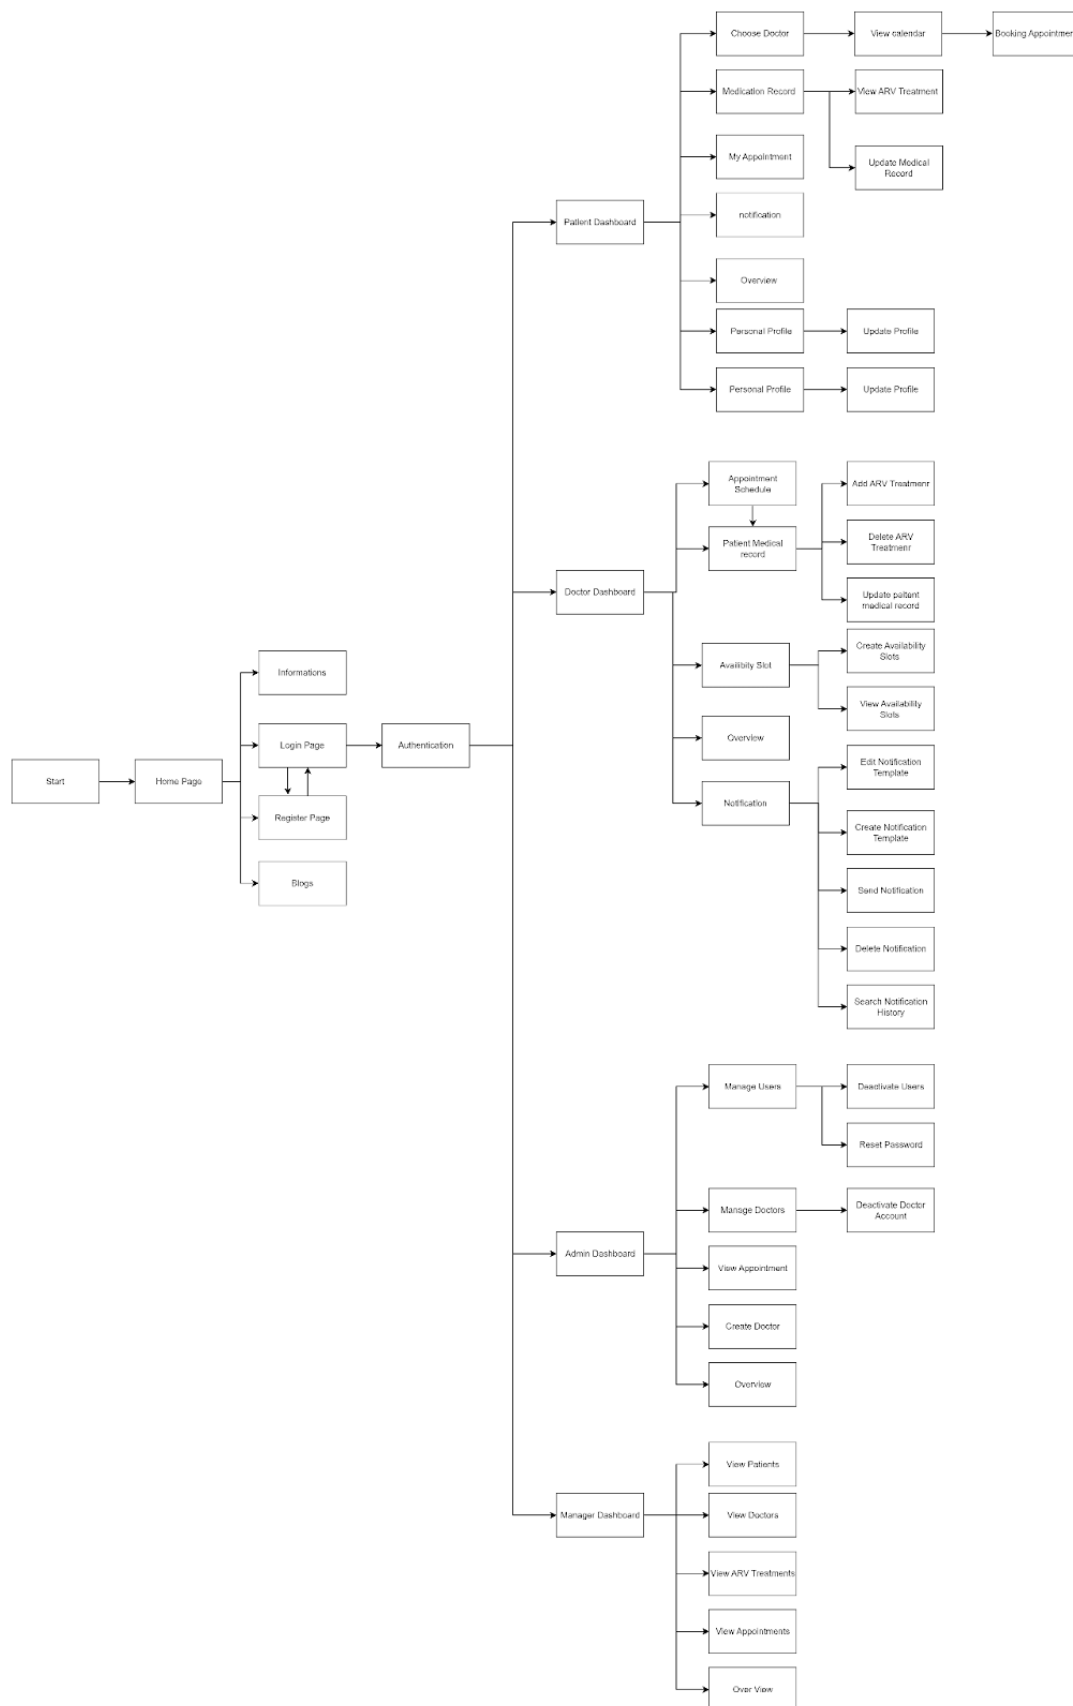 Choose Doctor
View calendar
Booking Appointment
Medication Record
View ARV Treatment
My Appointment
Update Medical
Record
notification
Patient Dashboard
Overview
Personal Profile
Update Profile
Personal Profile
Update Profile
Appointment
Schedule
Add ARV Treatmenr
Patient Medical
record
Delete ARV
Treatmenr
Doctor Dashboard
Update paitant
medical record
Availibity Slot
Create Availability
Slots
View Availability
Slots
Informations
Login Page
Authentication
Overview
Start
Home Page
Register Page
Blogs
Notification
Edit Notification
Template
Create Notification
Template
Send Notification
Delete Notification
Search Notification
History
Manage Users
Deactivate Users
Reset Password
Manage Doctors
Deactivate Doctor
Account
Admin Dashboard
View Appointment
Create Doctor
Overview
View Patients
Manager Dashboard
View Doctors
View ARV Treatments
View Appointments
Over View